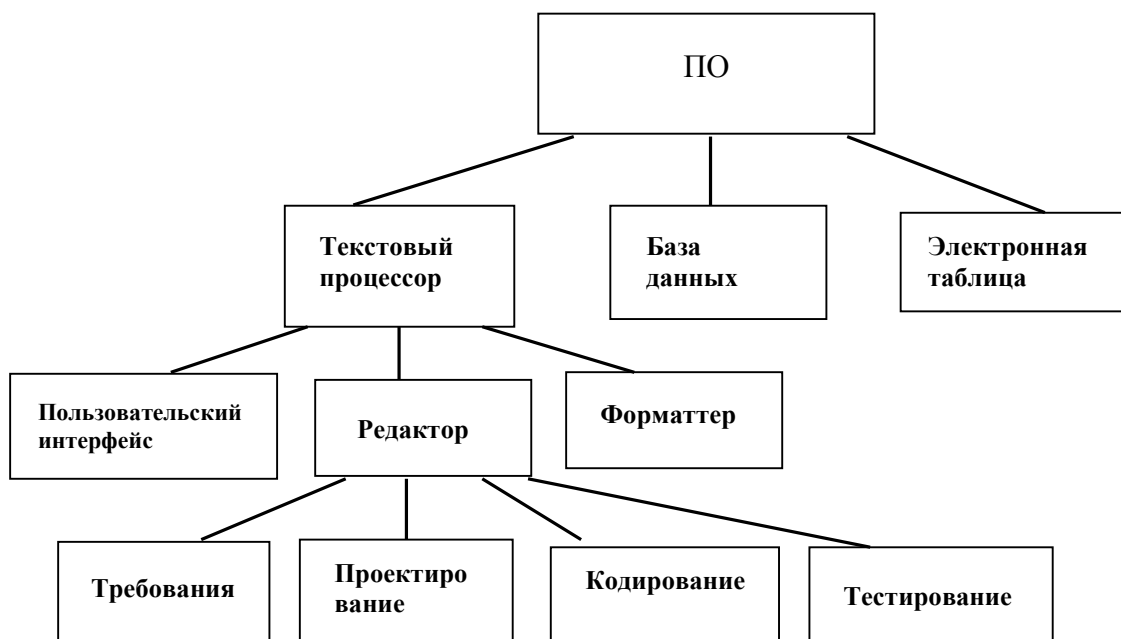 ПО
Текстовый
процессор
База
данных
Электронная
таблица
Пользовательский
интерфейс
Редактор
Форматтер
Требования
Проектиро
вание
Кодирование
Тестирование